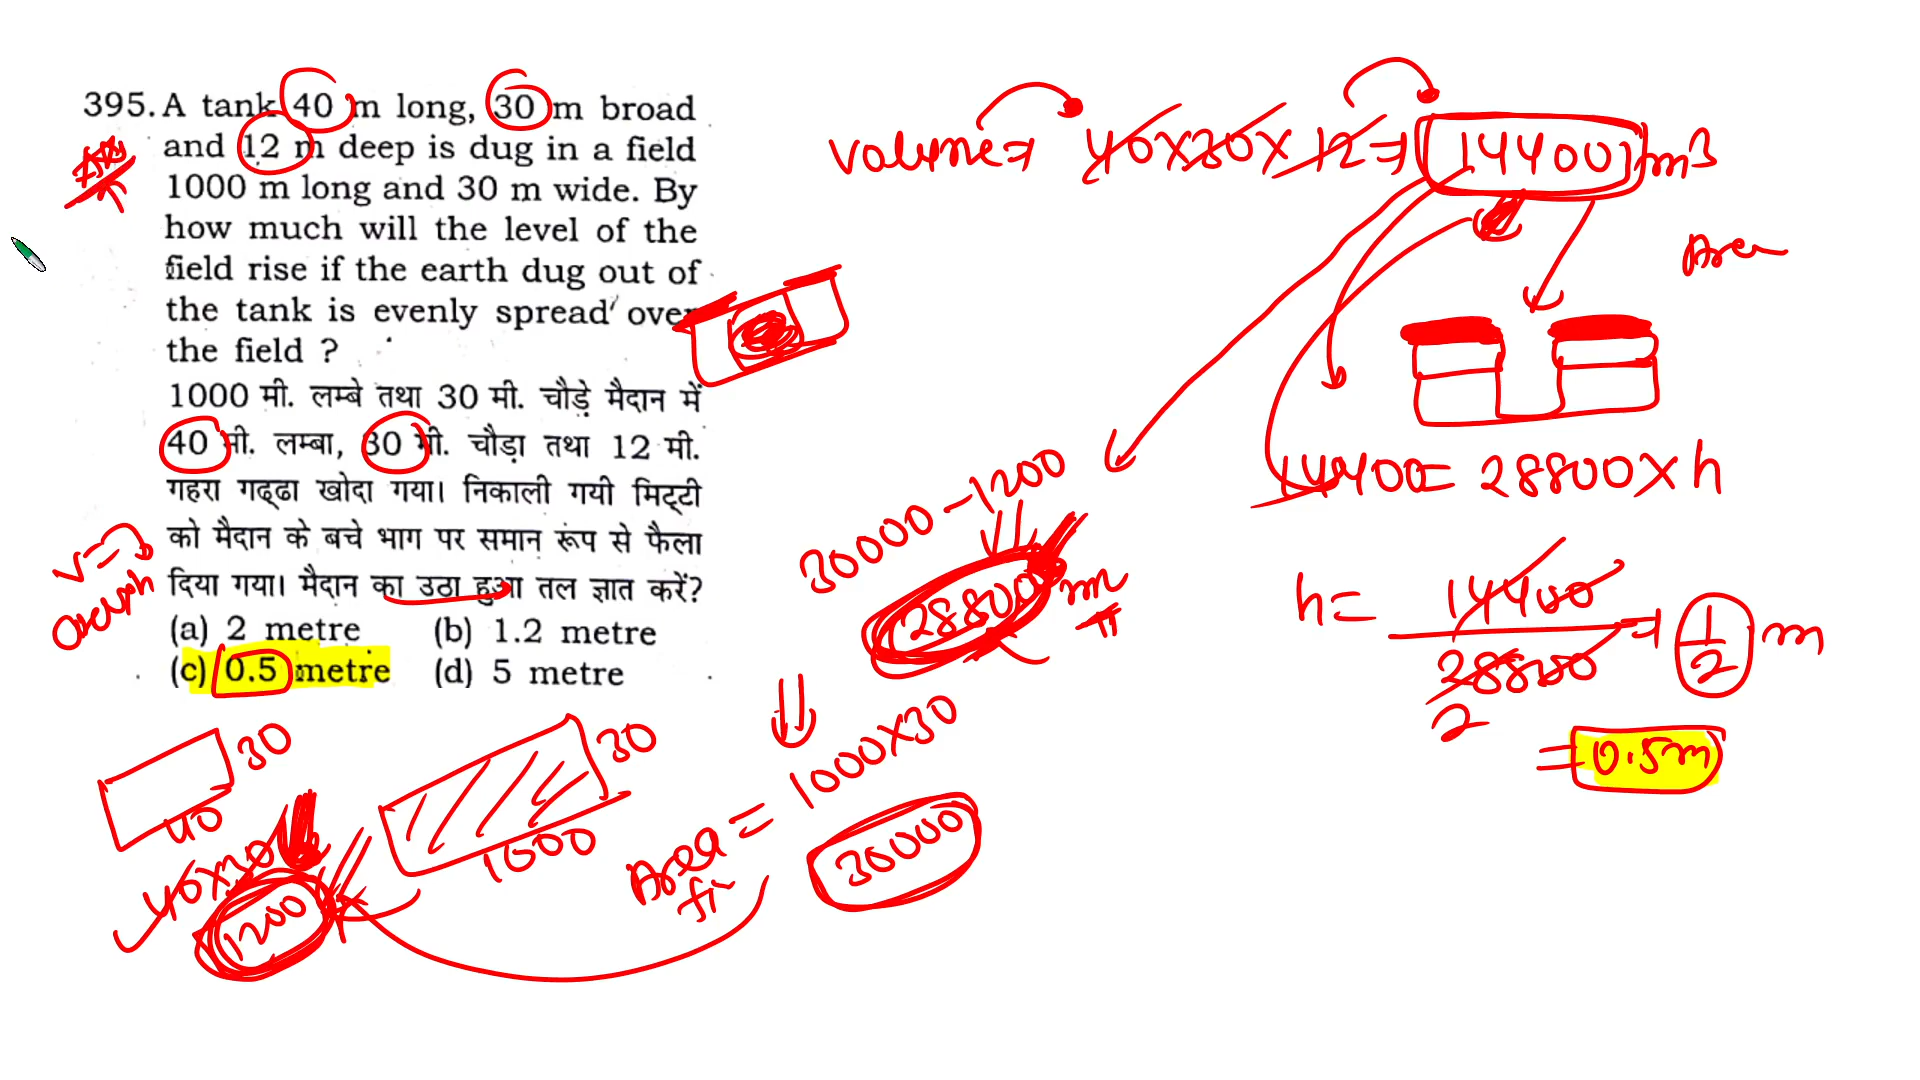 395. A tank 40 m long, 30 m broad
and 12 m deep is dug in a field
1000 m long and 30 m wide. By
how much will the level of the
field rise if the earth dug out of
the tank is evenly spread over
the field ?
1000 मी. लम्बे तथा 30 मी. चौड़े मैदान में
40 मी. लम्बा, 30 मी. चौड़ा तथा 12 मी.
गहरा गढ्ढा खोदा गया। निकाली गयी मिट्टी
को मैदान के बचे भाग पर समान रूप से फैला
दिया गया। मैदान का उठा हुआ तल ज्ञात करें?
(a) 2 metre (b) 1.2 metre
(c) 0.5 metre (d) 5 metre
V=
30
40
1200
30
1000
Area = 1000×30
30000
30000-1200
28800 m
volume → 40×30×12 → 14400 m³
Area
14400 = 28800×h
h = 14400
28800
2
1
2
m
= 0.5m